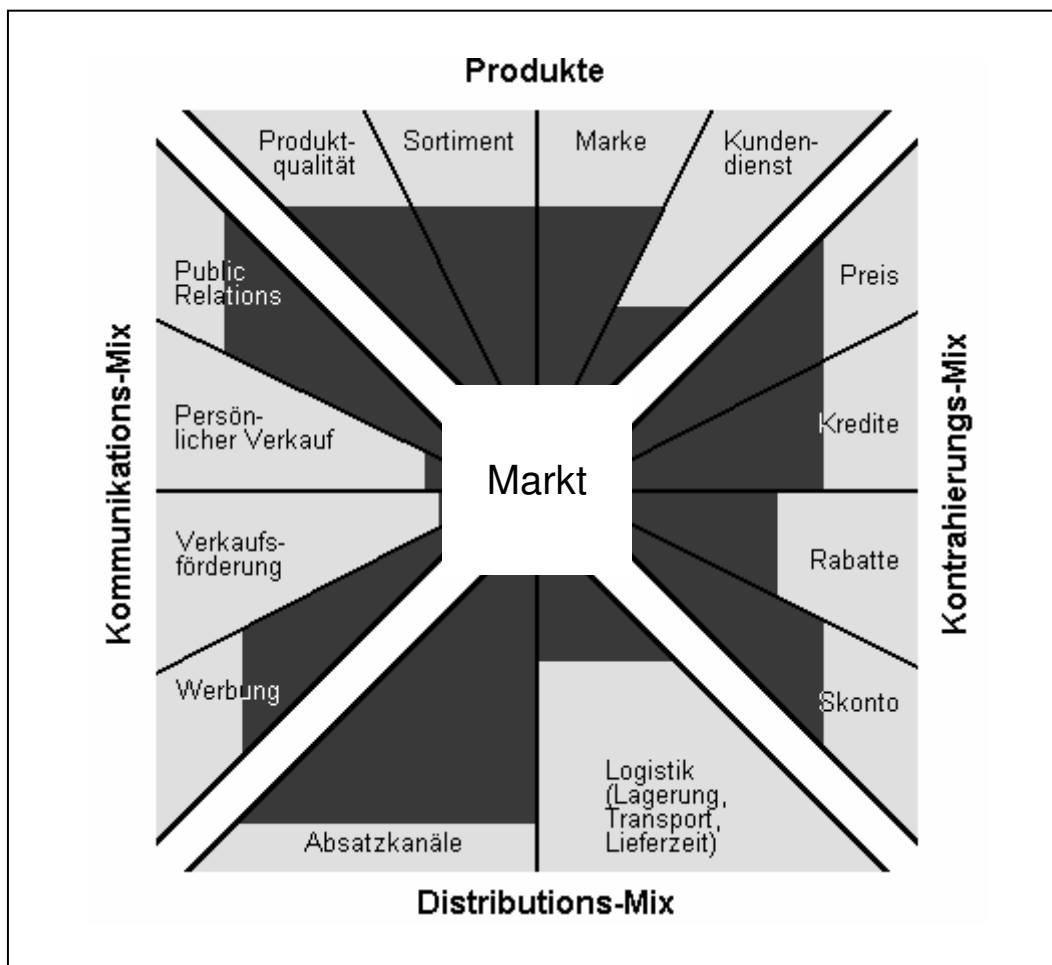 Produkte
Produkt-
qualität
Sortiment
Marke
Kunden-
dienst
Public
Relations
Persön-
licher Verkauf
Verkaufs-
förderung
Werbung
Kommunikations-Mix
Markt
Preis
Kredite
Rabatte
Skonto
Kontrahierungs-Mix
Absatzkanäle
Logistik
(Lagerung,
Transport,
Lieferzeit)
Distributions-Mix